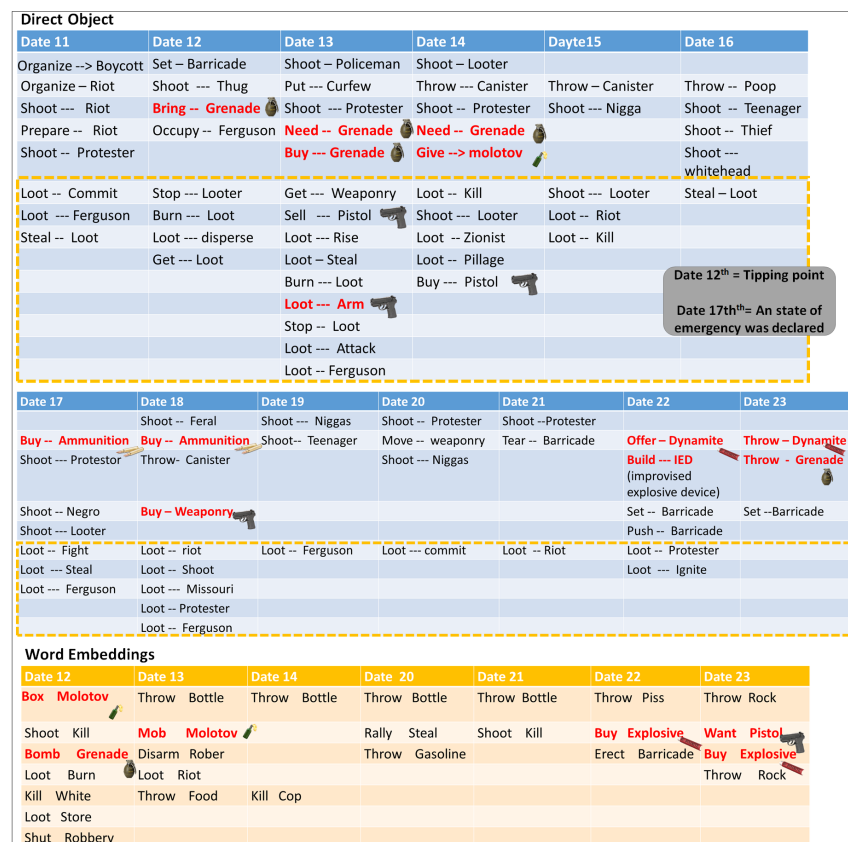 Direct Object
Date 11 Date 12 Date 13 Date 14 Dayte15 Date 16
Organize --> Boycott Set – Barricade Shoot – Policeman Shoot – Looter
Organize – Riot Shoot --- Thug Put --- Curfew Throw --- Canister Throw – Canister Throw -- Poop
Shoot --- Riot Bring -- Grenade Shoot --- Protester Shoot -- Protester Shoot --- Nigga Shoot -- Teenager
Prepare -- Riot Occupy -- Ferguson Need -- Grenade Need -- Grenade Shoot -- Thief
Shoot -- Protester Buy --- Grenade Give --> molotov Shoot ---
whitehead
Loot -- Commit Stop --- Looter Get --- Weaponry Loot -- Kill Shoot --- Looter Steal – Loot
Loot --- Ferguson Burn --- Loot Sell --- Pistol Shoot --- Looter Loot -- Riot
Steal -- Loot Loot --- disperse Loot --- Rise Loot -- Zionist Loot -- Kill
Get --- Loot Loot – Steal Loot -- Pillage
Burn --- Loot Buy --- Pistol
Loot --- Arm
Stop -- Loot
Loot --- Attack
Loot -- Ferguson
Date 12th = Tipping point
Date 17thth= An state of
emergency was declared
Date 17 Date 18 Date 19 Date 20 Date 21 Date 22 Date 23
Shoot -- Feral Shoot --- Niggas Shoot -- Protester Shoot --Protester
Buy -- Ammunition Buy -- Ammunition Shoot-- Teenager Move -- weaponry Tear -- Barricade Offer – Dynamite Throw – Dynamite
Shoot --- Protestor Throw- Canister Shoot --- Niggas Build --- IED Throw - Grenade
(improvised
explosive device)
Shoot -- Negro Buy – Weaponry Set -- Barricade Set --Barricade
Shoot --- Looter Push -- Barricade
Loot -- Fight Loot -- riot Loot -- Ferguson Loot --- commit Loot -- Riot Loot -- Protester
Loot --- Steal Loot -- Shoot Loot --- Ignite
Loot --- Ferguson Loot --- Missouri
Loot -- Protester
Loot -- Ferguson
Word Embeddings
Date 12 Date 13 Date 14 Date 20 Date 21 Date 22 Date 23
Box Molotov Throw Bottle Throw Bottle Throw Bottle Throw Bottle Throw Piss Throw Rock
Shoot Kill Mob Molotov Rally Steal Shoot Kill Buy Explosive Want Pistol
Bomb Grenade Disarm Rober Throw Gasoline Erect Barricade Buy Explosive
Loot Burn Loot Riot Throw Rock
Kill White Throw Food Kill Cop
Loot Store
Shut Robbery